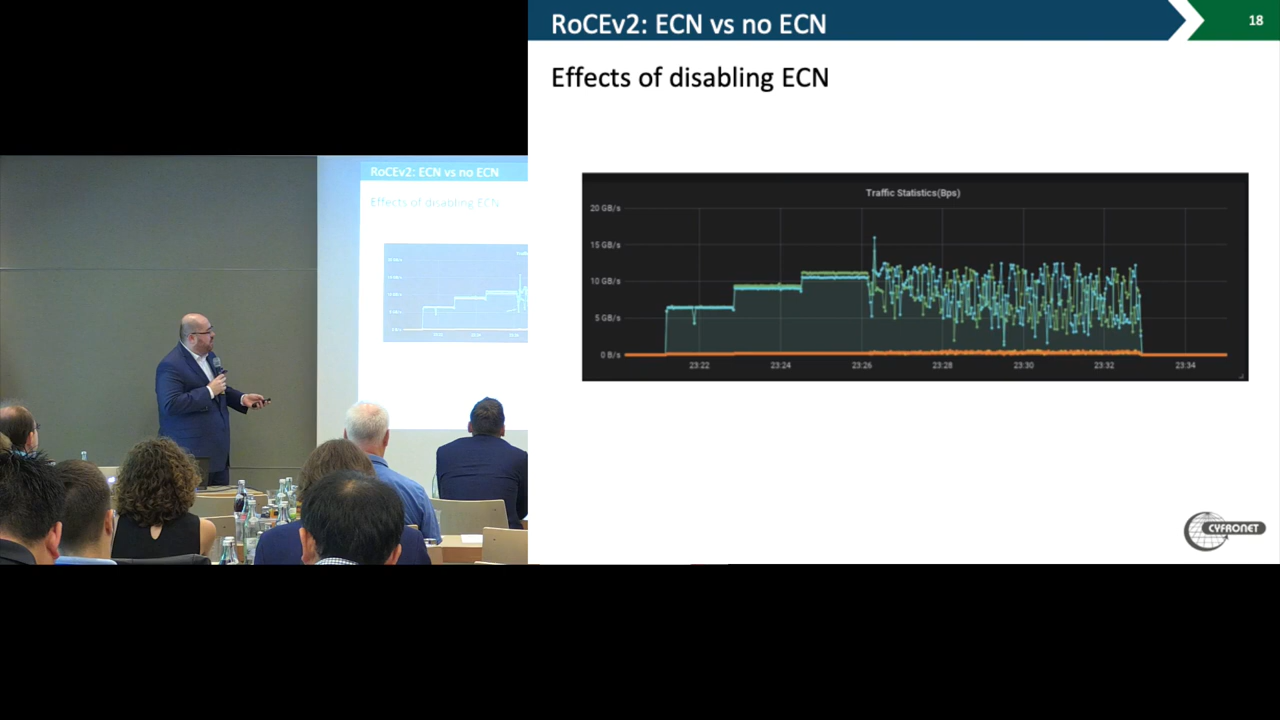 RoCEv2: ECN vs no ECN
18
Effects of disabling ECN
Traffic Statistics(Bps)
20 GB/s
15 GB/s
10 GB/s
5 GB/s
0 B/s
23:22
23:24
23:26
23:28
23:30
23:32
23:34
CYFRONET
RoCEv2: ECN vs no ECN
Effects of disabling ECN